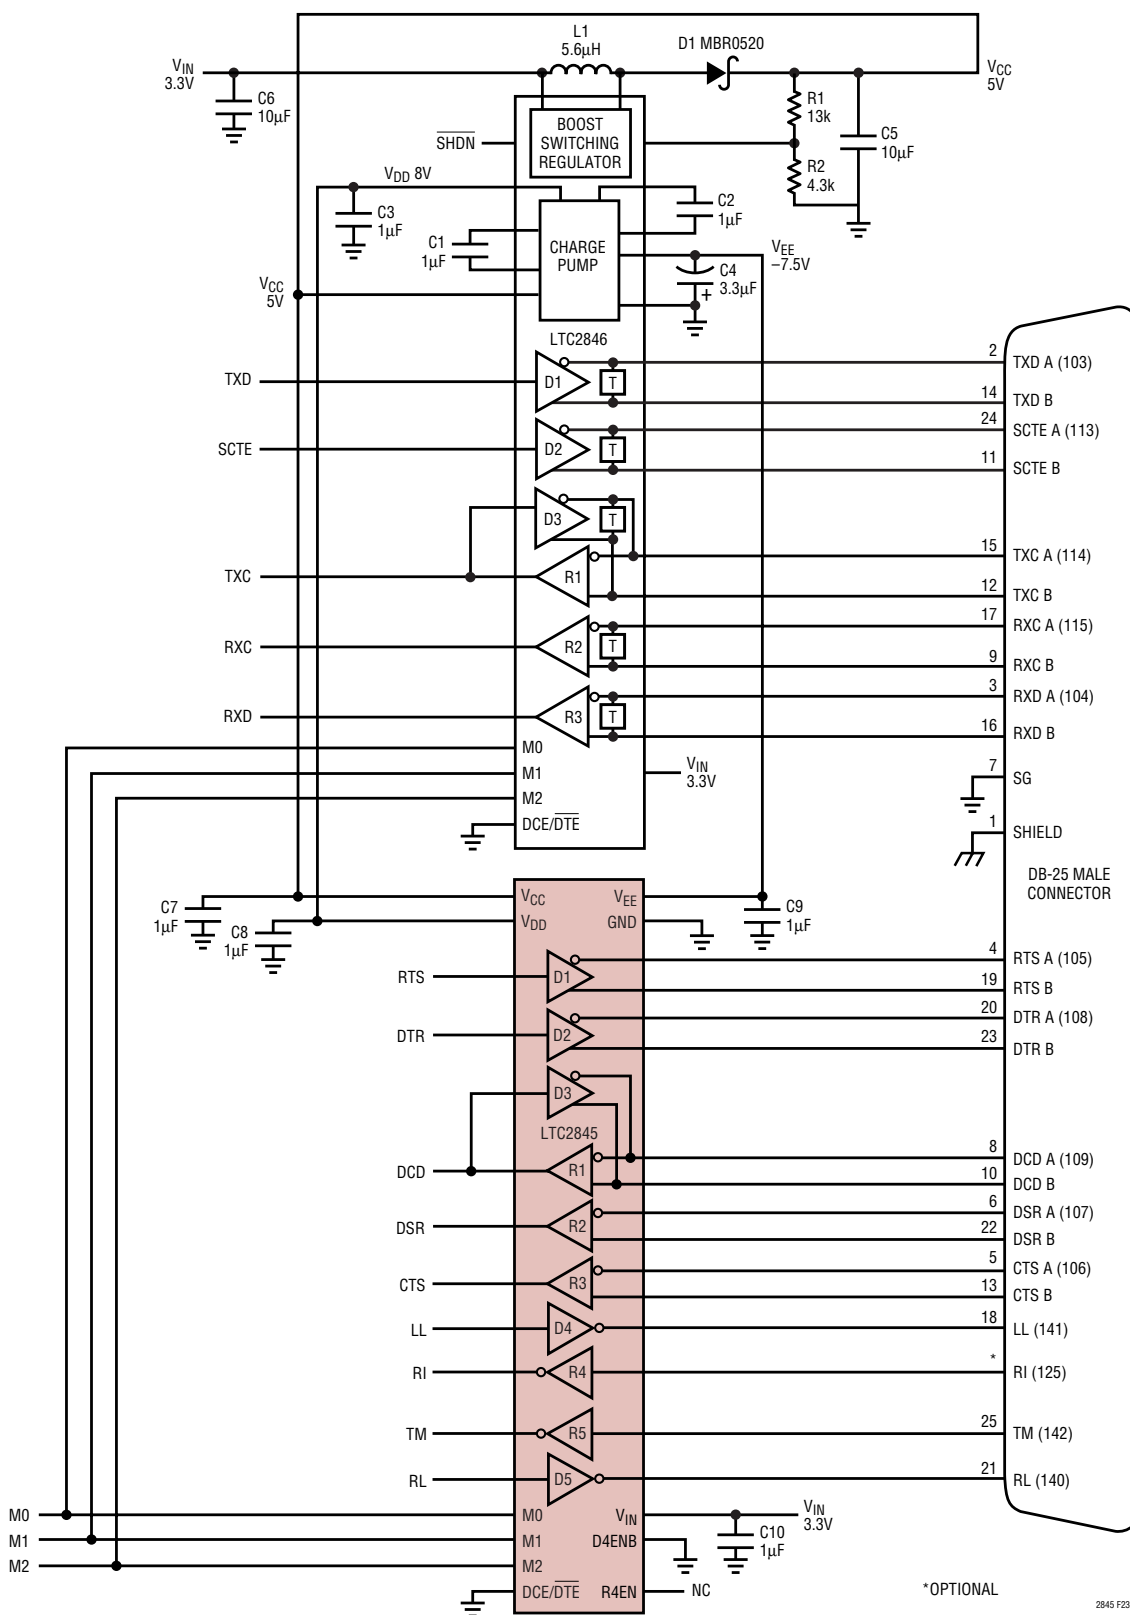 L1
5.6µH
D1 MBR0520
VIN
3.3V
VCC
5V
C6
10µF
R1
13k
C5
10µF
R2
4.3k
BOOST
SWITCHING
REGULATOR
SHDN
VDD 8V
C3
1µF
C2
1µF
C1
1µF
CHARGE
PUMP
VEE
–7.5V
C4
3.3µF
+
VCC
5V
LTC2846
TXD
D1
T
2
TXD A (103)
14
TXD B
SCTE
D2
T
24
SCTE A (113)
11
SCTE B
D3
T
TXC
R1
15
TXC A (114)
12
TXC B
RXC
R2
T
17
RXC A (115)
9
RXC B
RXD
R3
T
3
RXD A (104)
16
RXD B
M0
M1
M2
DCE/DTE
VIN
3.3V
7
SG
1
SHIELD
DB-25 MALE
CONNECTOR
C7
1µF
C8
1µF
VCC
VDD
VEE
GND
C9
1µF
RTS
D1
4
RTS A (105)
19
RTS B
DTR
D2
20
DTR A (108)
23
DTR B
D3
LTC2845
DCD
R1
8
DCD A (109)
10
DCD B
DSR
R2
6
DSR A (107)
22
DSR B
CTS
R3
5
CTS A (106)
13
CTS B
LL
D4
18
LL (141)
RI
R4
*
RI (125)
TM
R5
25
TM (142)
RL
D5
21
RL (140)
M0
M1
M2
M0
M1
M2
DCE/DTE
VIN
D4ENB
R4EN
VIN
3.3V
C10
1µF
NC
*OPTIONAL
2845 F23